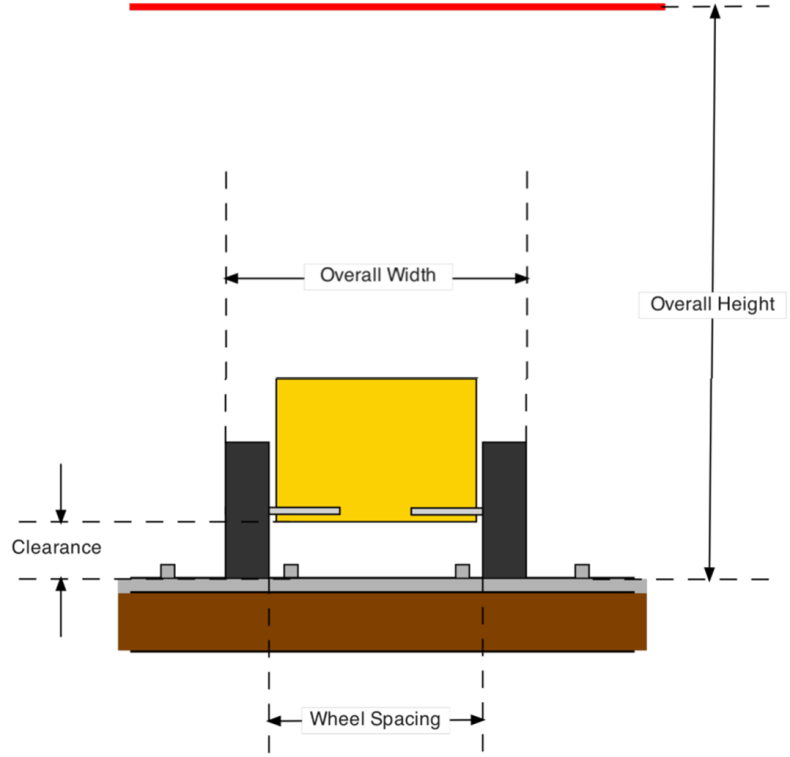 Overall Width
Overall Height
Clearance
Wheel Spacing